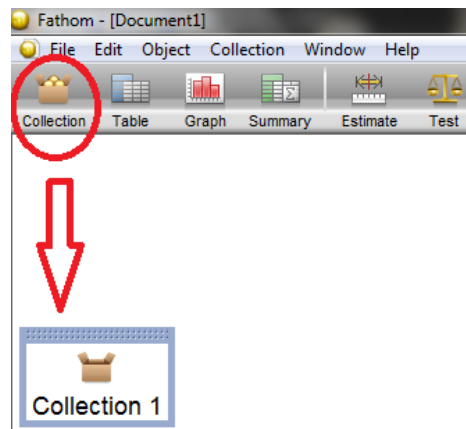 Fathom - [Document1]
File Edit Object Collection Window Help
Collection Table Graph Summary Estimate Test
Collection 1